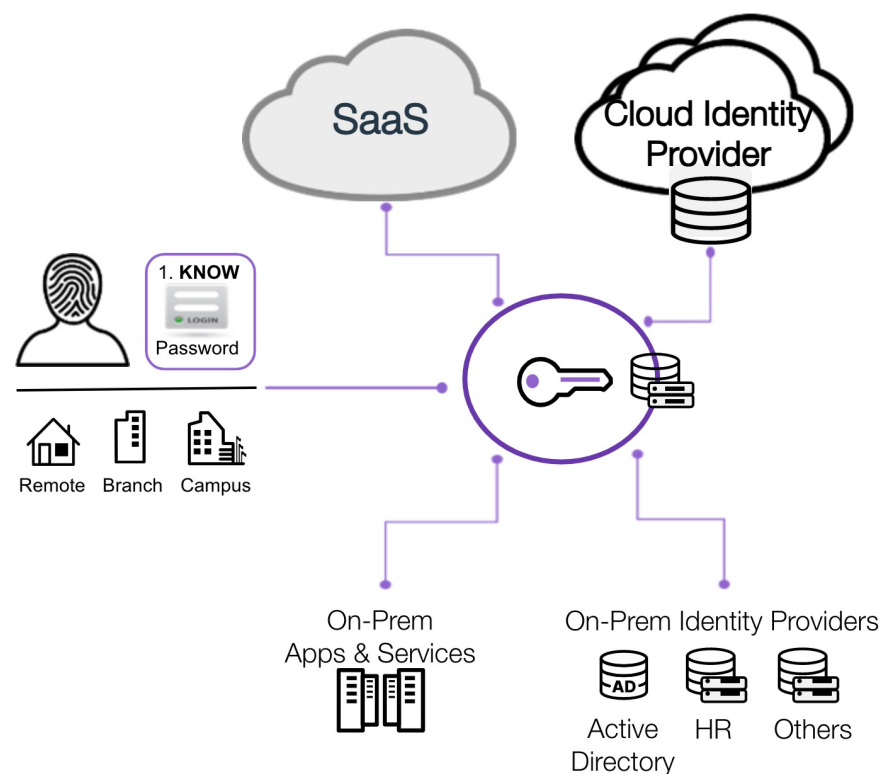 SaaS
Cloud Identity
Provider
1. KNOW
LOGIN
Password
Remote
Branch
Campus
On-Prem
Apps & Services
On-Prem Identity Providers
AD
Active
Directory
HR
Others